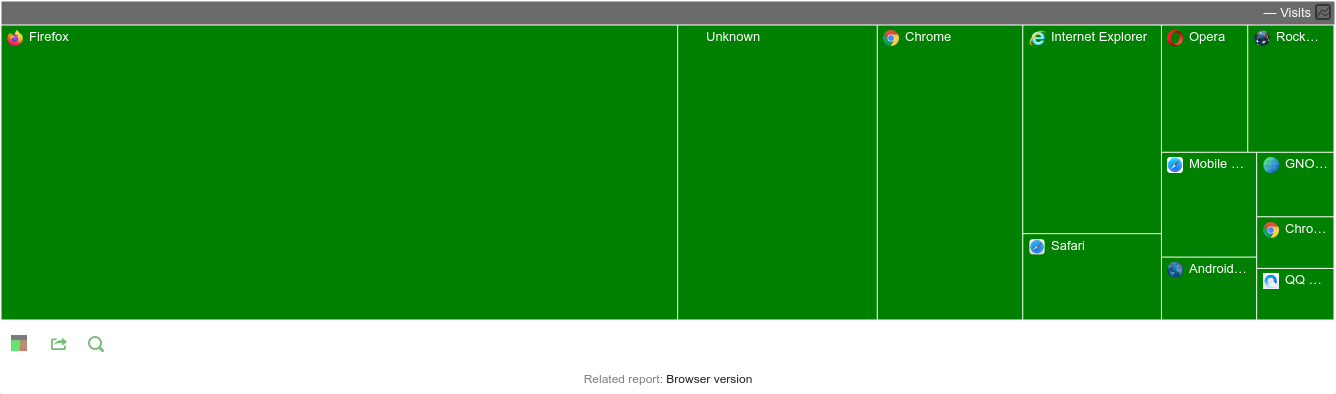 — Visits
Firefox
Unknown
Chrome
Internet Explorer
Opera
Rock…
Mobile …
GNO…
Chro…
Safari
Android…
QQ …
Related report: Browser version